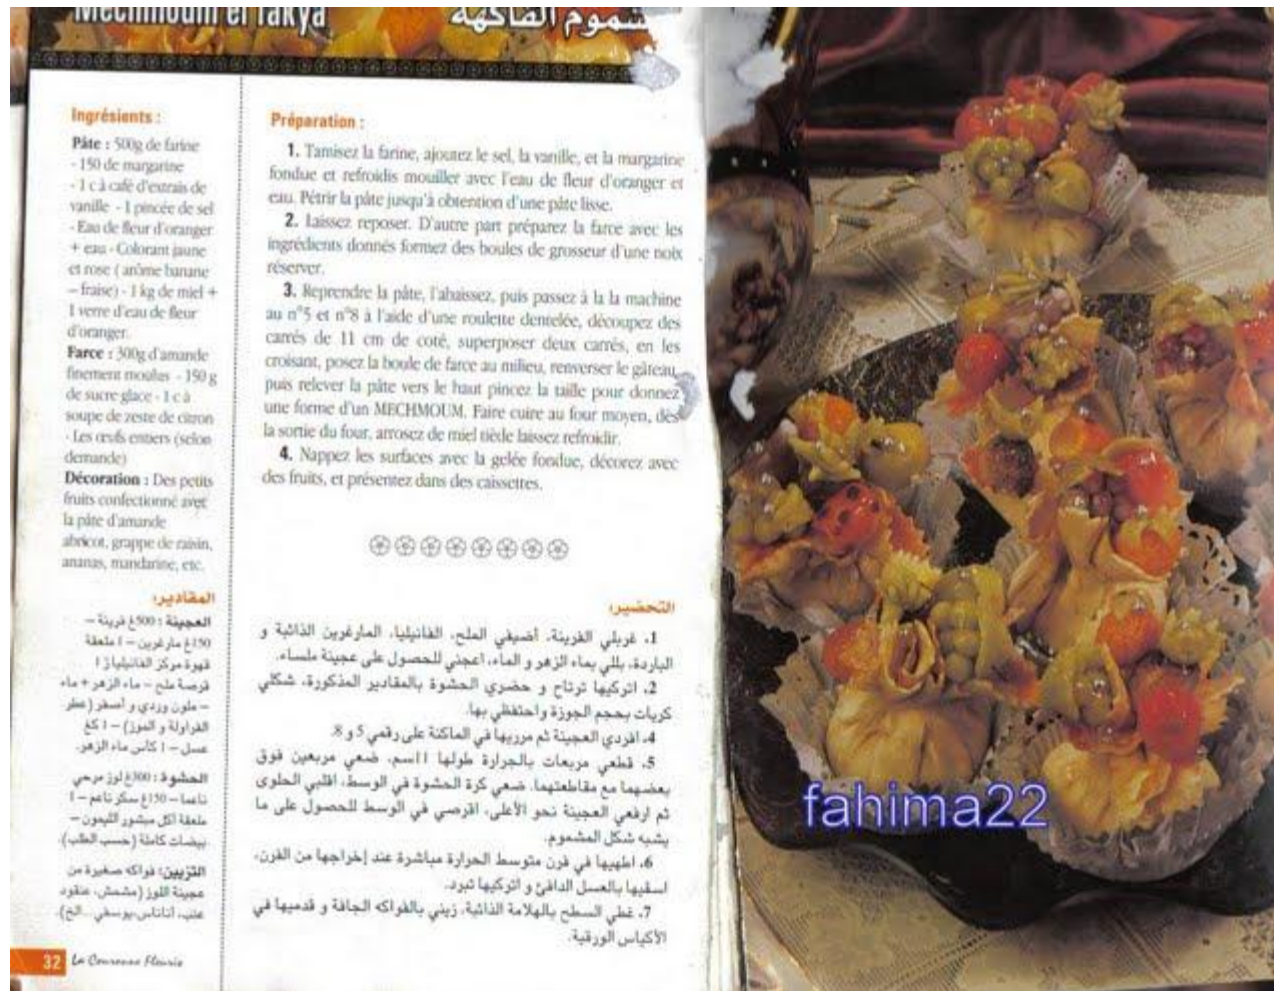 Mechmoum el fakya
مشموم الفاكهة
Ingrésients :
Pâte : 500g de farine
- 150 de margarine
- 1 c à café d'extrais de
vanille - 1 pincée de sel
- Eau de fleur d'oranger
+ eau - Colorant jaune
et rose ( arôme banane
– fraise) - 1 kg de miel +
1 verre d'eau de fleur
d'oranger.
Farce : 300g d'amande
finement moulus - 150 g
de sucre glace - 1 c à
soupe de zeste de citron
- Les œufs entiers (selon
demande)
Décoration : Des petits
fruits confectionné avec
la pâte d'amande
abricot, grappe de raisin,
ananas, mandarine, etc.
Préparation :
1. Tamisez la farine, ajoutez le sel, la vanille, et la margarine
fondue et refroidis mouiller avec l'eau de fleur d'oranger et
eau. Pétrir la pâte jusqu'à obtention d'une pâte lisse.
2. Laissez reposer. D'autre part préparez la farce avec les
ingrédients donnés formez des boules de grosseur d'une noix
réserver.
3. Reprendre la pâte, l'abaissez, puis passez à la la machine
au n°5 et n°8 à l'aide d'une roulette dentelée, découpez des
carrés de 11 cm de coté, superposer deux carrés, en les
croisant, posez la boule de farce au milieu, renverser le gâteau,
puis relever la pâte vers le haut pincez la taille pour donnez
une forme d'un MECHMOUM. Faire cuire au four moyen, dès
la sortie du four, arrosez de miel tiède laissez refroidir.
4. Nappez les surfaces avec la gelée fondue, décorez avec
des fruits, et présentez dans des caissettes.
المقادير:
العجينة : 500غ فرينة –
150غ مارغرين – 1 ملعقة
قهوة مركز الفانيليا ز 1
قرصة ملح – ماء الزهر + ماء
– ملون وردي و أصفر (عطر
الفراولة و الموز) – 1 كغ
عسل – 1 كأس ماء الزهر.
الحشوة : 300غ لوز مرحي
ناعما – 150غ سكر ناعم – 1
ملعقة أكل مبشور الليمون –
بيضات كاملة (حسب الطلب).
التزيين: فواكه صغيرة من
عجينة اللوز (مشمش، عنقود
عنب، أناناس،يوسفي ...الخ).
التحضير:
1. غربلي الفرينة، أضيفي الملح، الفانيليا، المارغرين الذائبة و
الباردة، بللي بماء الزهر و الماء، اعجني للحصول على عجينة ملساء.
2. اتركيها ترتاح و حضري الحشوة بالمقادير المذكورة، شكلي
كريات بحجم الجوزة واحتفظي بها.
4. افردي العجينة ثم مرريها في الماكنة على رقمي 5 و 8.
5. قطعي مربعات بالجرارة طولها 11سم، ضعي مربعين فوق
بعضهما مع مقاطعتهما، ضعي كرة الحشوة في الوسط، اقلبي الحلوى
ثم ارفعي العجينة نحو الأعلى، اقرصي في الوسط للحصول على ما
يشبه شكل المشموم.
6. اطهيها في فرن متوسط الحرارة مباشرة عند إخراجها من الفرن،
اسقيها بالعسل الدافئ و اتركيها تبرد.
7. غطي السطح بالهلامة الذائبة، زيني بالفواكه الجافة و قدميها في
الأكياس الورقية.
32 La Couronne Fleurie
fahima22